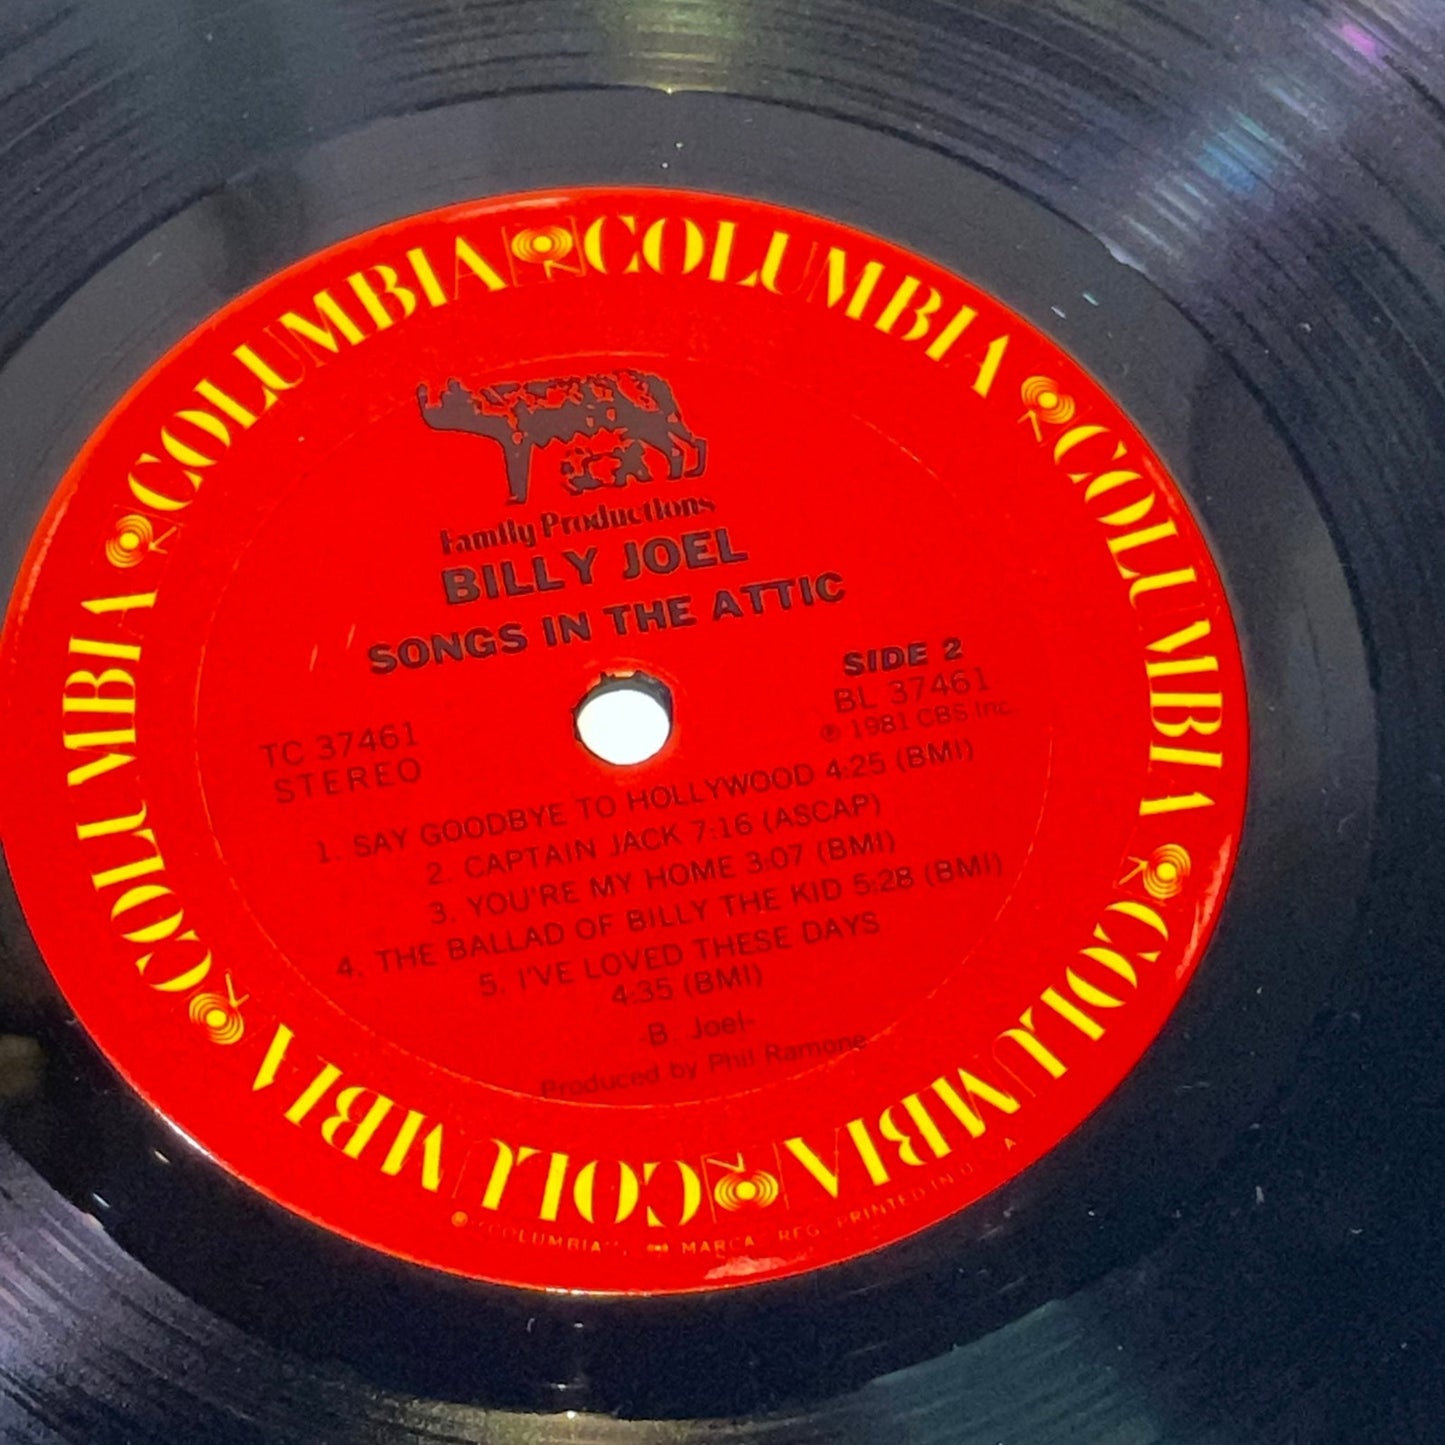 COLUMBIA COLUMBIA COLUMBIA COLUMBIA COLUMBIA COLUMBIA
Family Productions
BILLY JOEL
SONGS IN THE ATTIC
SIDE 2
BL 37461
℗ 1981 CBS Inc.
TC 37461
STEREO
1. SAY GOODBYE TO HOLLYWOOD 4:25 (BMI)
2. CAPTAIN JACK 7:16 (ASCAP)
3. YOU'RE MY HOME 3:07 (BMI)
4. THE BALLAD OF BILLY THE KID 5:28 (BMI)
5. I'VE LOVED THESE DAYS
4:35 (BMI)
-B. Joel-
Produced by Phil Ramone
"COLUMBIA", MARCA REG. PRINTED IN U.S.A.